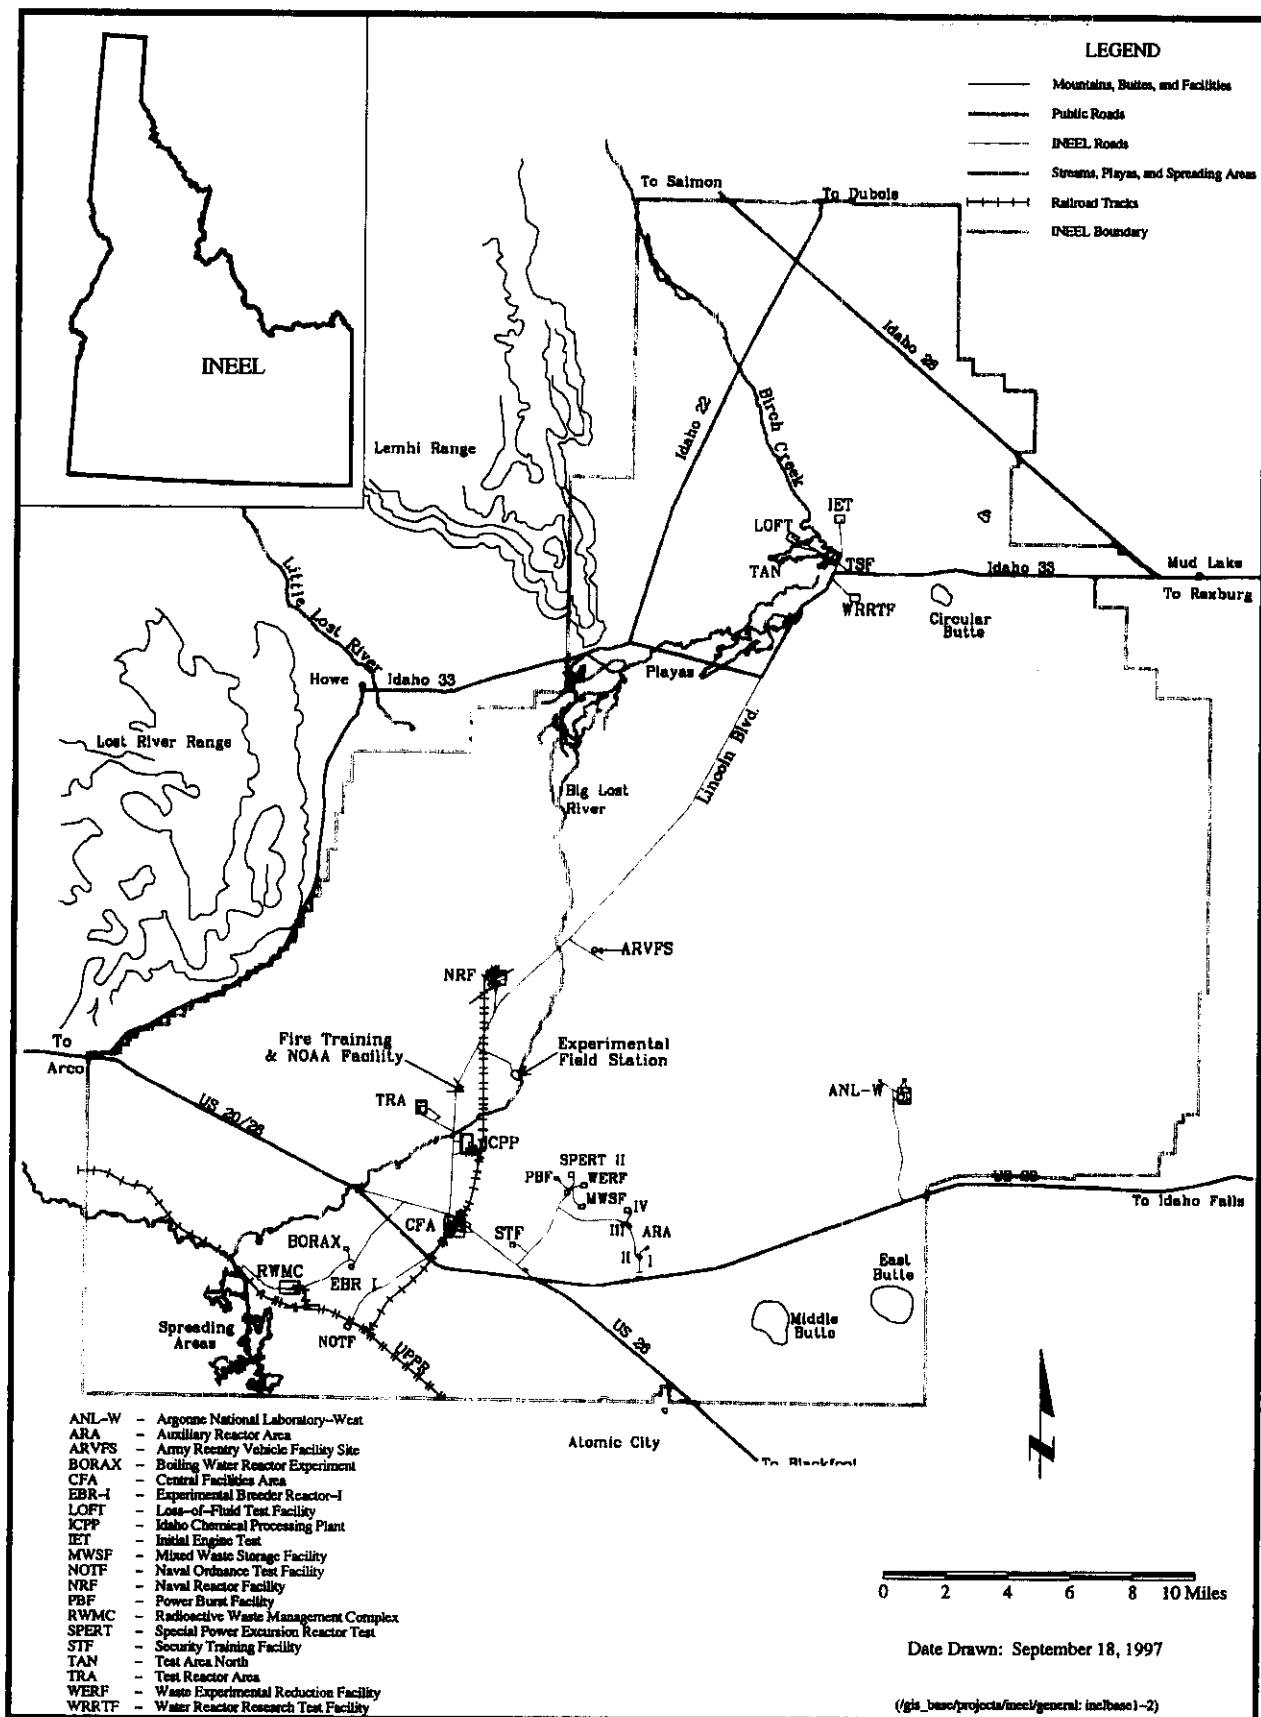 LEGEND
Mountains, Buttes, and Facilities
Public Roads
INEEL Roads
Streams, Playas, and Spreading Areas
Railroad Tracks
INEEL Boundary
INEEL
To Salmon
To Dubois
Idaho 28
Idaho 22
Birch Creek
Lemhi Range
IET
LOFT
TAN
TSF
WRRTF
Idaho 33
Mud Lake
To Rexburg
Circular
Butte
Little Lost River
Howe
Idaho 33
Playas
Lincoln Blvd.
Lost River Range
Big Lost
River
ARVFS
NRF
To
Arco
Fire Training
& NOAA Facility
Experimental
Field Station
ANL-W
TRA
US 20/26
ICPP
SPERT II
PBF
WERF
MWSF
IV
III
ARA
II
I
CFA
STF
To Idaho Falls
BORAX
EBR I
RWMC
East
Butte
Middle
Butte
Spreading
Areas
NOTF
UPPR
US 26
Atomic City
To Blackfoot
ANL-W - Argonne National Laboratory-West
ARA - Auxiliary Reactor Area
ARVFS - Army Reentry Vehicle Facility Site
BORAX - Boiling Water Reactor Experiment
CFA - Central Facilities Area
EBR-I - Experimental Breeder Reactor-I
LOFT - Loss-of-Fluid Test Facility
ICPP - Idaho Chemical Processing Plant
IET - Initial Engine Test
MWSF - Mixed Waste Storage Facility
NOTF - Naval Ordnance Test Facility
NRF - Naval Reactor Facility
PBF - Power Burst Facility
RWMC - Radioactive Waste Management Complex
SPERT - Special Power Excursion Reactor Test
STF - Security Training Facility
TAN - Test Area North
TRA - Test Reactor Area
WERF - Waste Experimental Reduction Facility
WRRTF - Water Reactor Research Test Facility
0 2 4 6 8 10 Miles
Date Drawn: September 18, 1997
(/gis_base/projects/ineel/general: inelbase1-2)